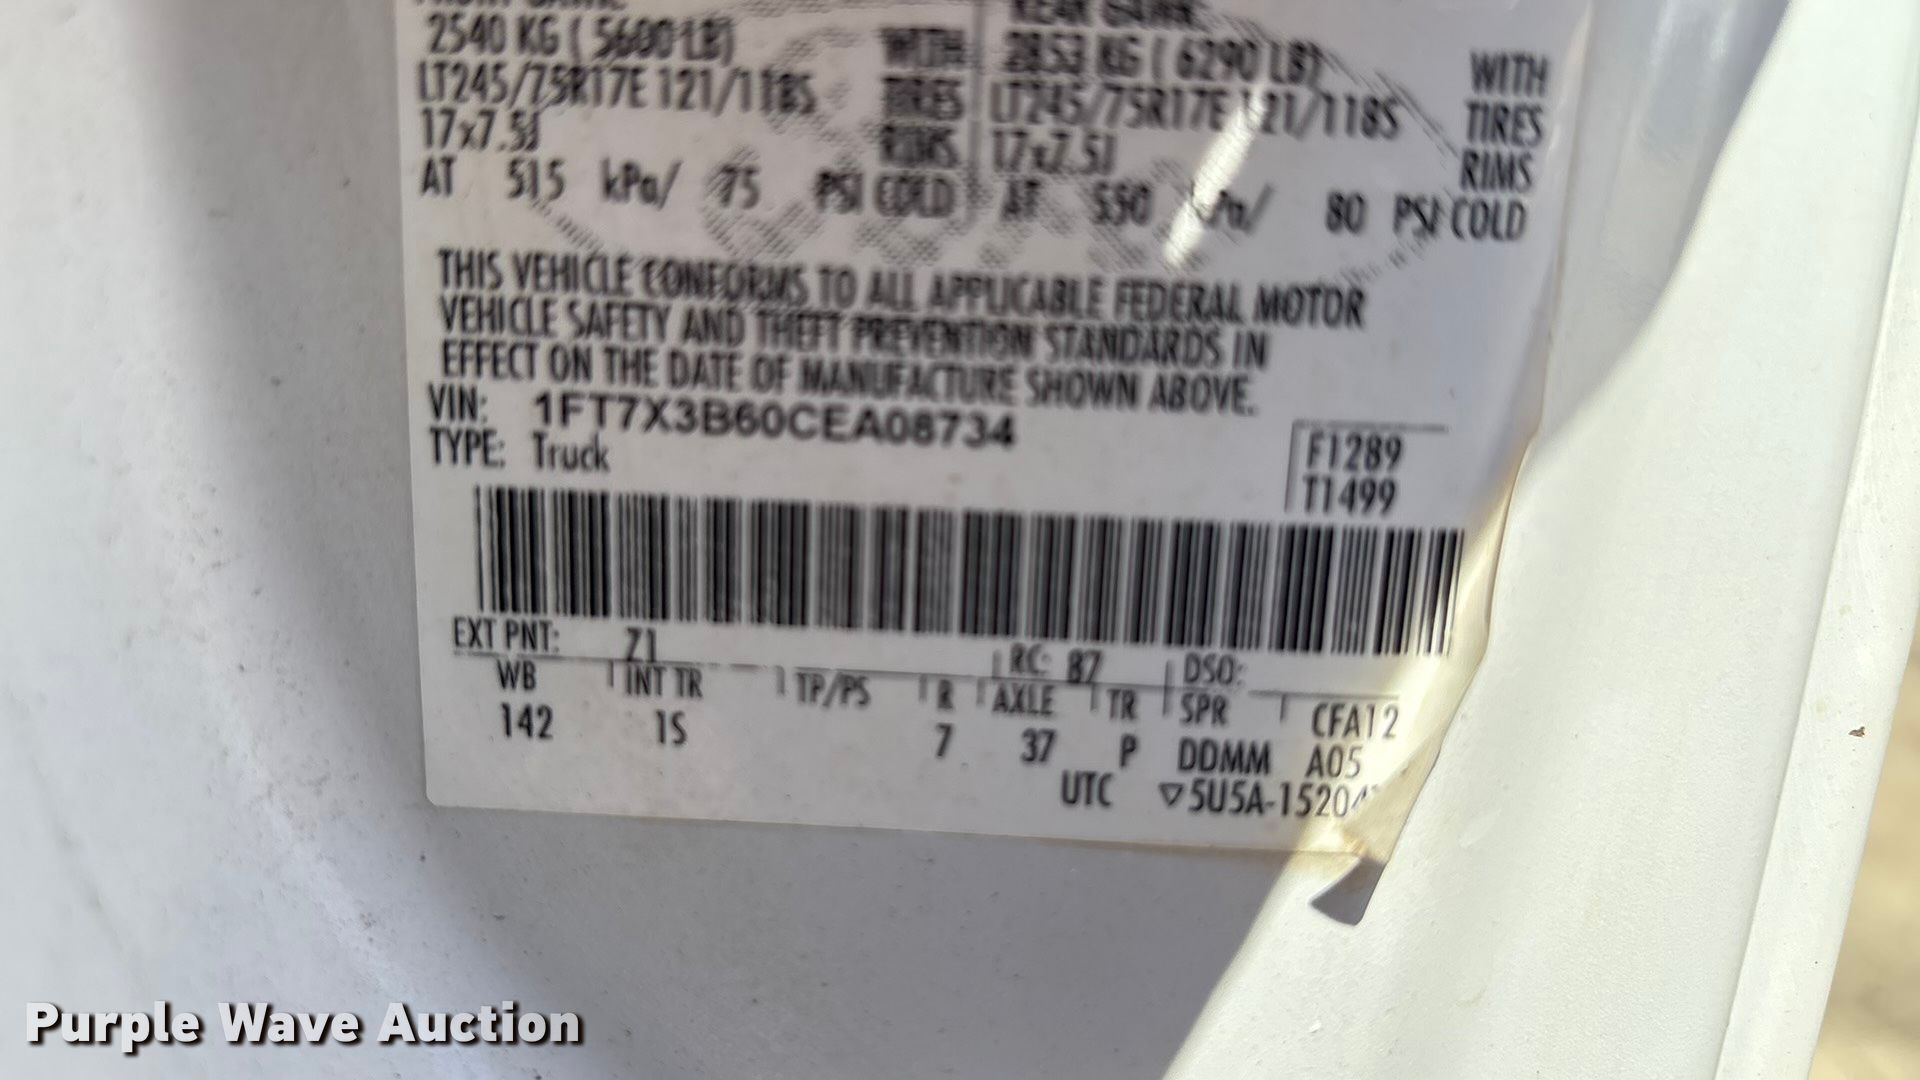 2540 KG ( 5600 LB) WITH 2853 KG ( 6290 LB) WITH
LT245/75R17E 121/118S TIRES LT245/75R17E 121/118S TIRES
17x7.5J RIMS 17x7.5J RIMS
AT 515 kPa/ 75 PSI COLD AT 550 kPa/ 80 PSI COLD
THIS VEHICLE CONFORMS TO ALL APPLICABLE FEDERAL MOTOR
VEHICLE SAFETY AND THEFT PREVENTION STANDARDS IN
EFFECT ON THE DATE OF MANUFACTURE SHOWN ABOVE.
VIN: 1FT7X3B60CEA08734
TYPE: Truck
F1289
T1499
EXT PNT: Z1 RC: 87 DSO:
WB INT TR TP/PS R AXLE TR SPR CFA12
142 1S 7 37 P DDMM A05
UTC ▽5U5A-15204
Purple Wave Auction